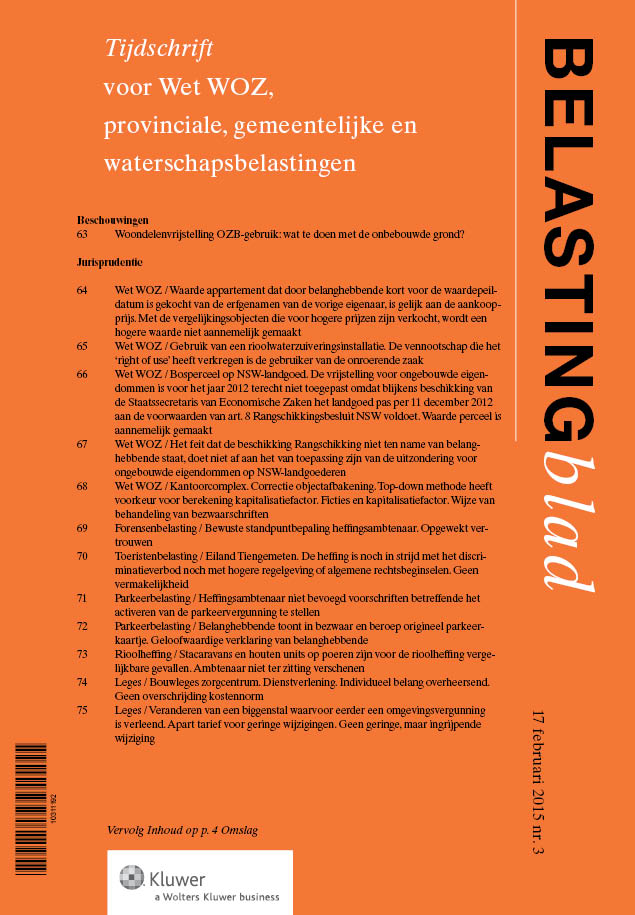 Tijdschrift
voor Wet WOZ,
provinciale, gemeentelijke en
waterschapsbelastingen
BELASTINGblad
17 februari 2015 nr. 3
Beschouwingen
63 Woondelenvrijstelling OZB-gebruik: wat te doen met de onbebouwde grond?
Jurisprudentie
64 Wet WOZ / Waarde appartement dat door belanghebbende kort voor de waardepeil-
datum is gekocht van de erfgenamen van de vorige eigenaar, is gelijk aan de aankoop-
prijs. Met de vergelijkingsobjecten die voor hogere prijzen zijn verkocht, wordt een
hogere waarde niet aannemelijk gemaakt
65 Wet WOZ / Gebruik van een rioolwaterzuiveringsinstallatie. De vennootschap die het
'right of use' heeft verkregen is de gebruiker van de onroerende zaak
66 Wet WOZ / Bosperceel op NSW-landgoed. De vrijstelling voor ongebouwde eigen-
dommen is voor het jaar 2012 terecht niet toegepast omdat blijkens beschikking van
de Staatssecretaris van Economische Zaken het landgoed pas per 11 december 2012
aan de voorwaarden van art. 8 Rangschikkingsbesluit NSW voldoet. Waarde perceel is
aannemelijk gemaakt
67 Wet WOZ / Het feit dat de beschikking Rangschikking niet ten name van belang-
hebbende staat, doet niet af aan het van toepassing zijn van de uitzondering voor
ongebouwde eigendommen op NSW-landgoederen
68 Wet WOZ / Kantoorcomplex. Correctie objectafbakening. Top-down methode heeft
voorkeur voor berekening kapitalisatiefactor. Ficties en kapitalisatiefactor. Wijze van
behandeling van bezwaarschriften
69 Forensenbelasting / Bewuste standpuntbepaling heffingsambtenaar. Opgewekt ver-
trouwen
70 Toeristenbelasting / Eiland Tiengemeten. De heffing is noch in strijd met het discri-
minatieverbod noch met hogere regelgeving of algemene rechtsbeginselen. Geen
vermakelijkheid
71 Parkeerbelasting / Heffingsambtenaar niet bevoegd voorschriften betreffende het
activeren van de parkeervergunning te stellen
72 Parkeerbelasting / Belanghebbende toont in bezwaar en beroep origineel parkeer-
kaartje. Geloofwaardige verklaring van belanghebbende
73 Rioolheffing / Stacaravans en houten units op poeren zijn voor de rioolheffing verge-
lijkbare gevallen. Ambtenaar niet ter zitting verschenen
74 Leges / Bouwleges zorgcentrum. Dienstverlening. Individueel belang overheersend.
Geen overschrijding kostennorm
75 Leges / Veranderen van een biggenstal waarvoor eerder een omgevingsvergunning
is verleend. Apart tarief voor geringe wijzigingen. Geen geringe, maar ingrijpende
wijziging
10311192
Vervolg Inhoud op p. 4 Omslag
Kluwer
a Wolters Kluwer business